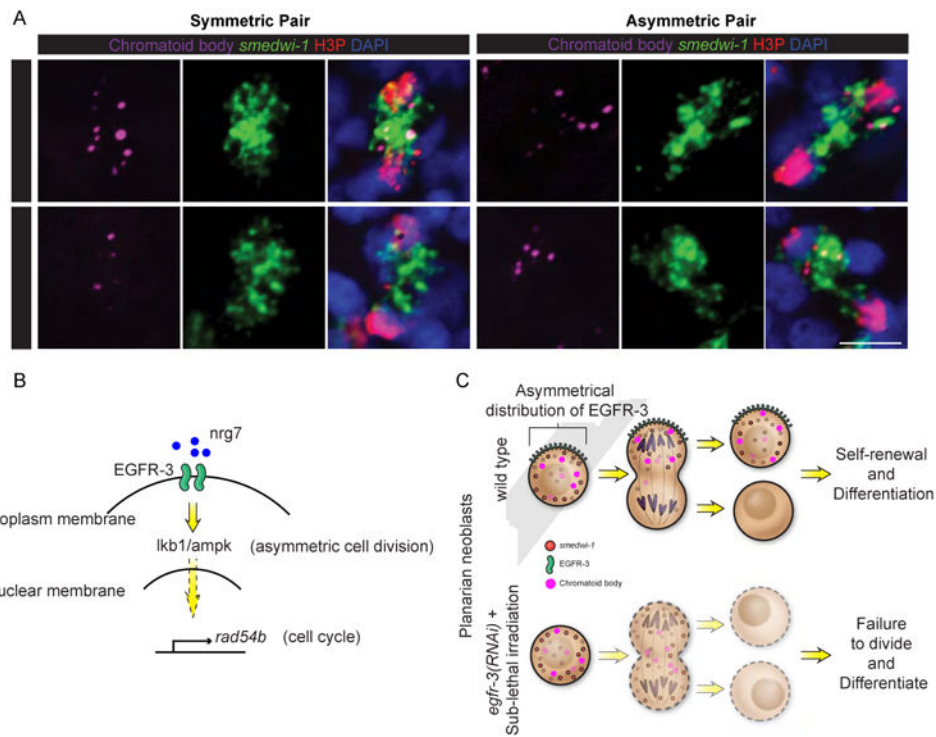 A
Symmetric Pair
Asymmetric Pair
Chromatoid body smedwi-1 H3P DAPI
Chromatoid body smedwi-1 H3P DAPI
B
nrg7
EGFR-3
oplasm membrane
lkb1/ampk (asymmetric cell division)
uclear membrane
rad54b (cell cycle)
C
Asymmetrical
distribution of EGFR-3
Planarian neoblasts
wild type
Self-renewal
and
Differentiation
smedwi-1
EGFR-3
Chromatoid body
egfr-3(RNAi) +
Sub-lethal irradiation
Failure
to divide
and
Differentiate